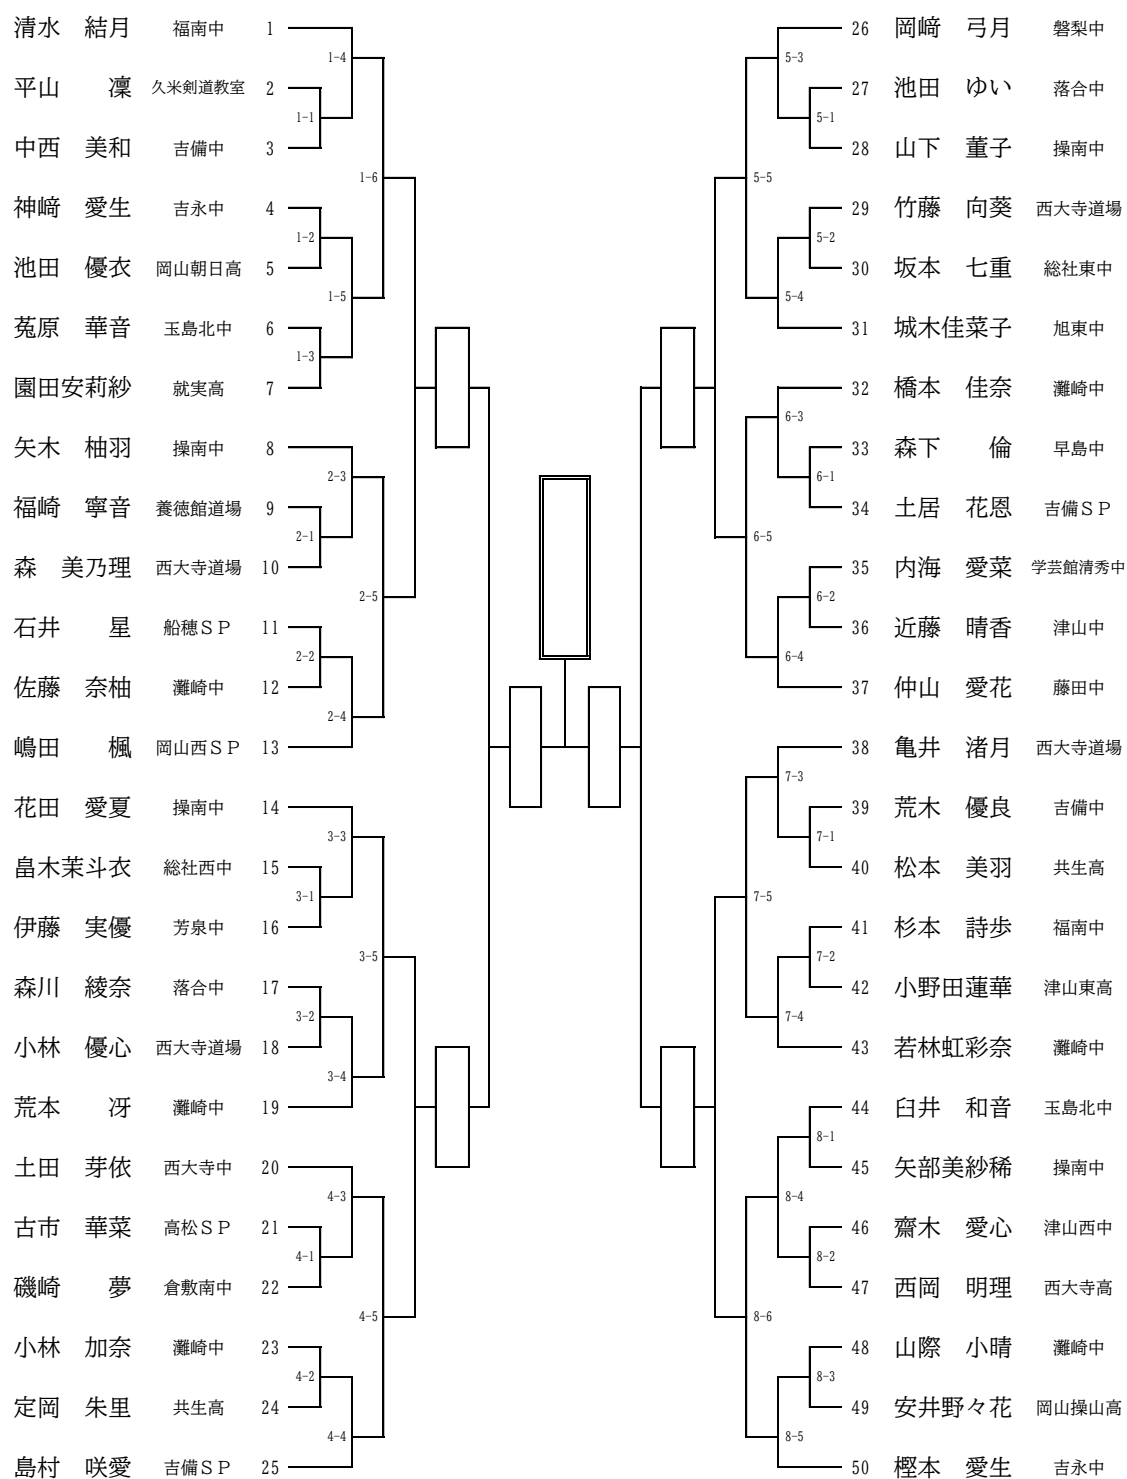 清水　結月　福南中　1
1-4
平山　　凜　久米剣道教室　2
1-1
中西　美和　吉備中　3
1-6
神﨑　愛生　吉永中　4
1-2
池田　優衣　岡山朝日高　5
1-5
菟原　華音　玉島北中　6
1-3
園田安莉紗　就実高　7
矢木　柚羽　操南中　8
2-3
福崎　寧音　養徳館道場　9
2-1
森　美乃理　西大寺道場　10
2-5
石井　　星　船穂ＳＰ　11
2-2
佐藤　奈柚　灘崎中　12
2-4
嶋田　　楓　岡山西ＳＰ　13
花田　愛夏　操南中　14
3-3
畠木茉斗衣　総社西中　15
3-1
伊藤　実優　芳泉中　16
3-5
森川　綾奈　落合中　17
3-2
小林　優心　西大寺道場　18
3-4
荒本　　冴　灘崎中　19
土田　芽依　西大寺中　20
4-3
古市　華菜　高松ＳＰ　21
4-1
磯崎　　夢　倉敷南中　22
4-5
小林　加奈　灘崎中　23
4-2
定岡　朱里　共生高　24
4-4
島村　咲愛　吉備ＳＰ　25
26　岡﨑　弓月　磐梨中
5-3
27　池田　ゆい　落合中
5-1
28　山下　董子　操南中
5-5
29　竹藤　向葵　西大寺道場
5-2
30　坂本　七重　総社東中
5-4
31　城木佳菜子　旭東中
32　橋本　佳奈　灘崎中
6-3
33　森下　　倫　早島中
6-1
34　土居　花恩　吉備ＳＰ
6-5
35　内海　愛菜　学芸館清秀中
6-2
36　近藤　晴香　津山中
6-4
37　仲山　愛花　藤田中
38　亀井　渚月　西大寺道場
7-3
39　荒木　優良　吉備中
7-1
40　松本　美羽　共生高
7-5
41　杉本　詩歩　福南中
7-2
42　小野田蓮華　津山東高
7-4
43　若林虹彩奈　灘崎中
44　臼井　和音　玉島北中
8-1
45　矢部美紗稀　操南中
8-4
46　齋木　愛心　津山西中
8-2
47　西岡　明理　西大寺高
8-6
48　山際　小晴　灘崎中
8-3
49　安井野々花　岡山操山高
8-5
50　樫本　愛生　吉永中